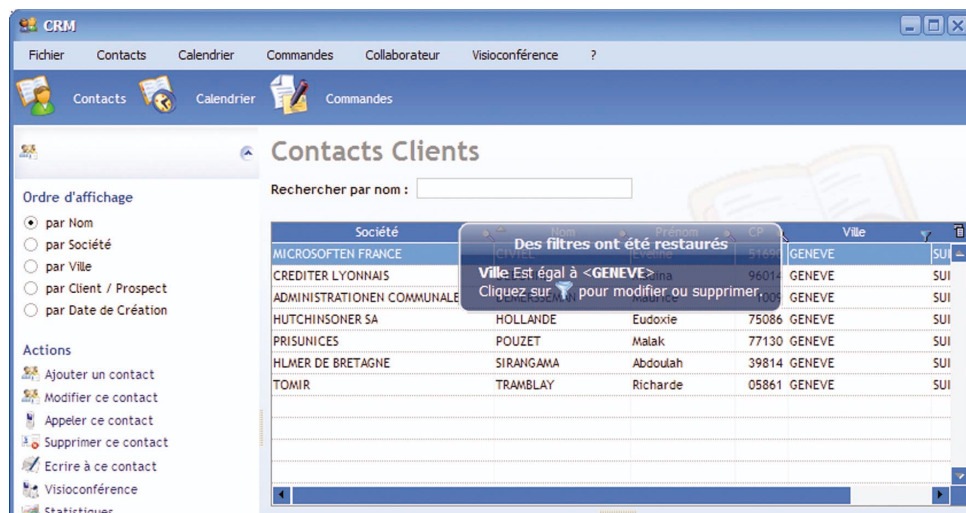 CRM
Fichier Contacts Calendrier Commandes Collaborateur Visioconférence ?
Contacts Calendrier Commandes
Contacts Clients
Rechercher par nom :
Ordre d'affichage
par Nom
par Société
par Ville
par Client / Prospect
par Date de Création
Actions
Ajouter un contact
Modifier ce contact
Appeler ce contact
Supprimer ce contact
Ecrire à ce contact
Visioconférence
Statistiques
Société Nom Prénom CP Ville
Des filtres ont été restaurés
Ville Est égal à <GENEVE>
Cliquez sur pour modifier ou supprimer.
MICROSOFTEN FRANCE CIVIEL Eveline 51690 GENEVE SUI
CREDITER LYONNAIS 96014 GENEVE SUI
ADMINISTRATIONEN COMMUNALE DEMERSSEMAN Maurice GENEVE SUI
HUTCHINSONER SA HOLLANDE Eudoxie 75086 GENEVE SUI
PRISUNICES POUZET Malak 77130 GENEVE SUI
HLMER DE BRETAGNE SIRANGAMA Abdoulah 39814 GENEVE SUI
TOMIR TRAMBLAY Richarde 05861 GENEVE SUI